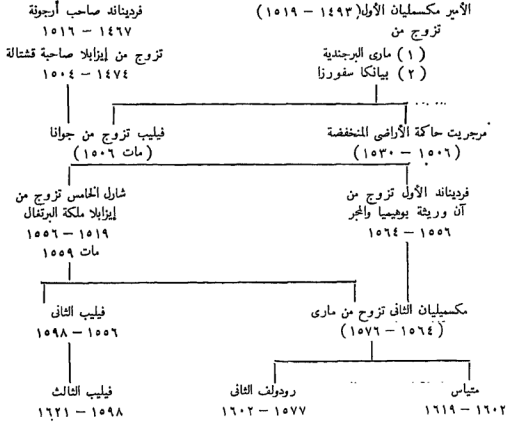 الأمير مكسمليان الأول (١٤٩٣ – ١٥١٩)
تزوج من
(١) مارى البرجندية
(٢) بيانكا سفورزا
فرديناند صاحب أرجونة
١٤٦٧ – ١٥١٦
تزوج من إيزابلا صاحبة قشتالة
١٤٧٤ – ١٥٠٤
مرجريت حاكمة الأراضى المنخفضة
(١٥٠٦ – ١٥٣٠)
فيليب تزوج من جوانا
(مات ١٥٠٦)
فرديناند الأول تزوج من
آن وريثة بوهيميا والمجر
١٥٥٦ – ١٥٦٤
شارل الخامس تزوج من
إيزابلا ملكة البرتغال
١٥١٩ – ١٥٥٦
مات ١٥٥٩
مكسميليان الثانى تزوج من مارى
(١٥٦٤ – ١٥٧٦)
فيليب الثانى
١٥٥٦ – ١٥٩٨
متياس
١٦٠٢ – ١٦١٩
رودولف الثانى
١٥٧٧ – ١٦٠٢
فيليب الثالث
١٥٩٨ – ١٦٢١